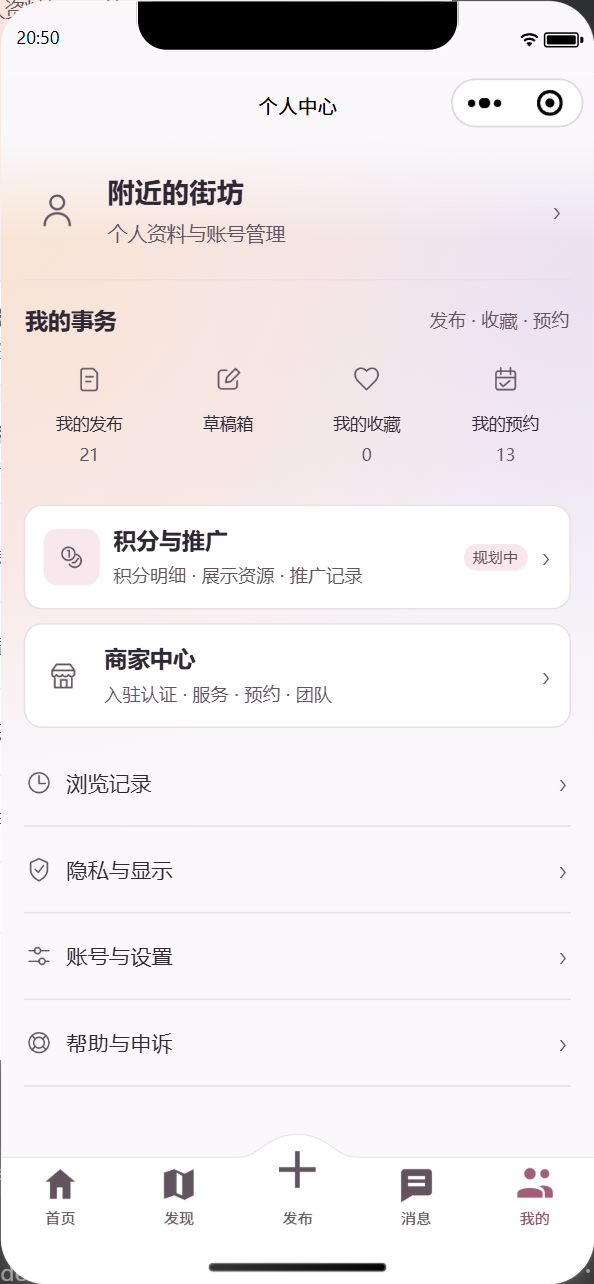 20:50
个人中心
附近的街坊
个人资料与账号管理
我的事务
发布 · 收藏 · 预约
我的发布
草稿箱
我的收藏
我的预约
21
0
13
积分与推广
规划中
积分明细 · 展示资源 · 推广记录
商家中心
入驻认证 · 服务 · 预约 · 团队
浏览记录
隐私与显示
账号与设置
帮助与申诉
首页
发现
发布
消息
我的